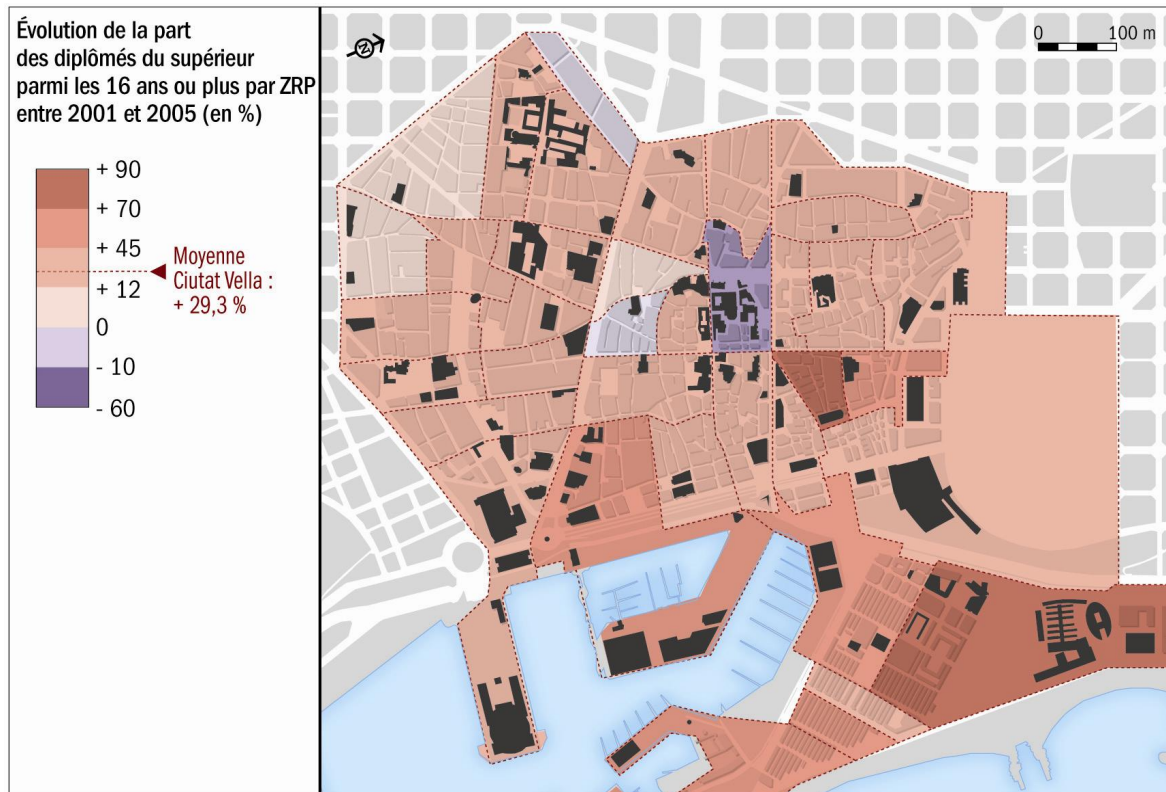 Évolution de la part
des diplômés du supérieur
parmi les 16 ans ou plus par ZRP
entre 2001 et 2005 (en %)
+ 90
+ 70
+ 45
+ 12
0
- 10
- 60
Moyenne
Ciutat Vella :
+ 29,3 %
N
0 100 m